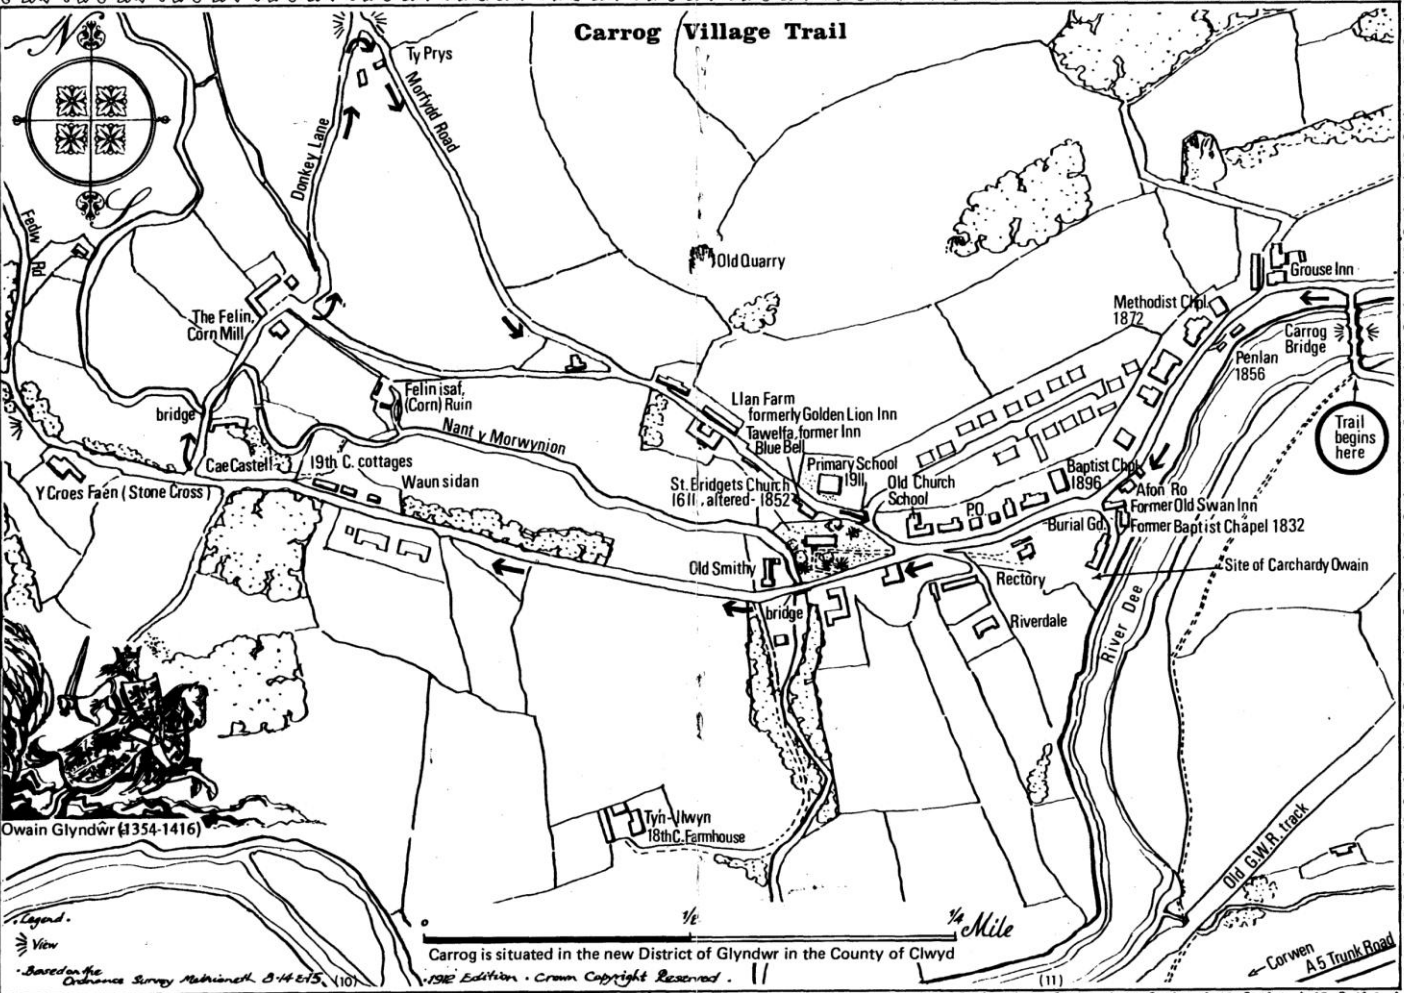 Carrog Village Trail
N
S
Ty Prys
Morfydd Road
Donkey Lane
Fedw
Rd
Old Quarry
Grouse Inn
The Felin,
Corn Mill
Methodist Chpl.
1872
Carrog
Bridge
Penlan
1856
Trail
begins
here
bridge
Felin isaf,
(Corn) Ruin
Nant y Morwynion
Llan Farm
formerly Golden Lion Inn
Tawelfa, former Inn
Blue Bell
Primary School
1911
Old Church
School
Baptist Chpl.
1896
St. Bridgets Church
1611, altered- 1852
Cae Castell
19th C. cottages
Waun sidan
Y Croes Faen (Stone Cross)
P.O.
Afon Ro
Former Old Swan Inn
Burial Gd.
Former Baptist Chapel 1832
Site of Carchardy Owain
Old Smithy
Rectory
bridge
Riverdale
River Dee
Tyn-llwyn
18th C. Farmhouse
Owain Glyndŵr (1354-1416)
Old G.W.R. track
Legend.
View
0
1/8
1/4 Mile
Carrog is situated in the new District of Glyndwr in the County of Clwyd
Based on the
Ordnance Survey Merioneth 8.14 & 15. (10)
1912 Edition. Crown Copyright Reserved.
(11)
Corwen
A5 Trunk Road